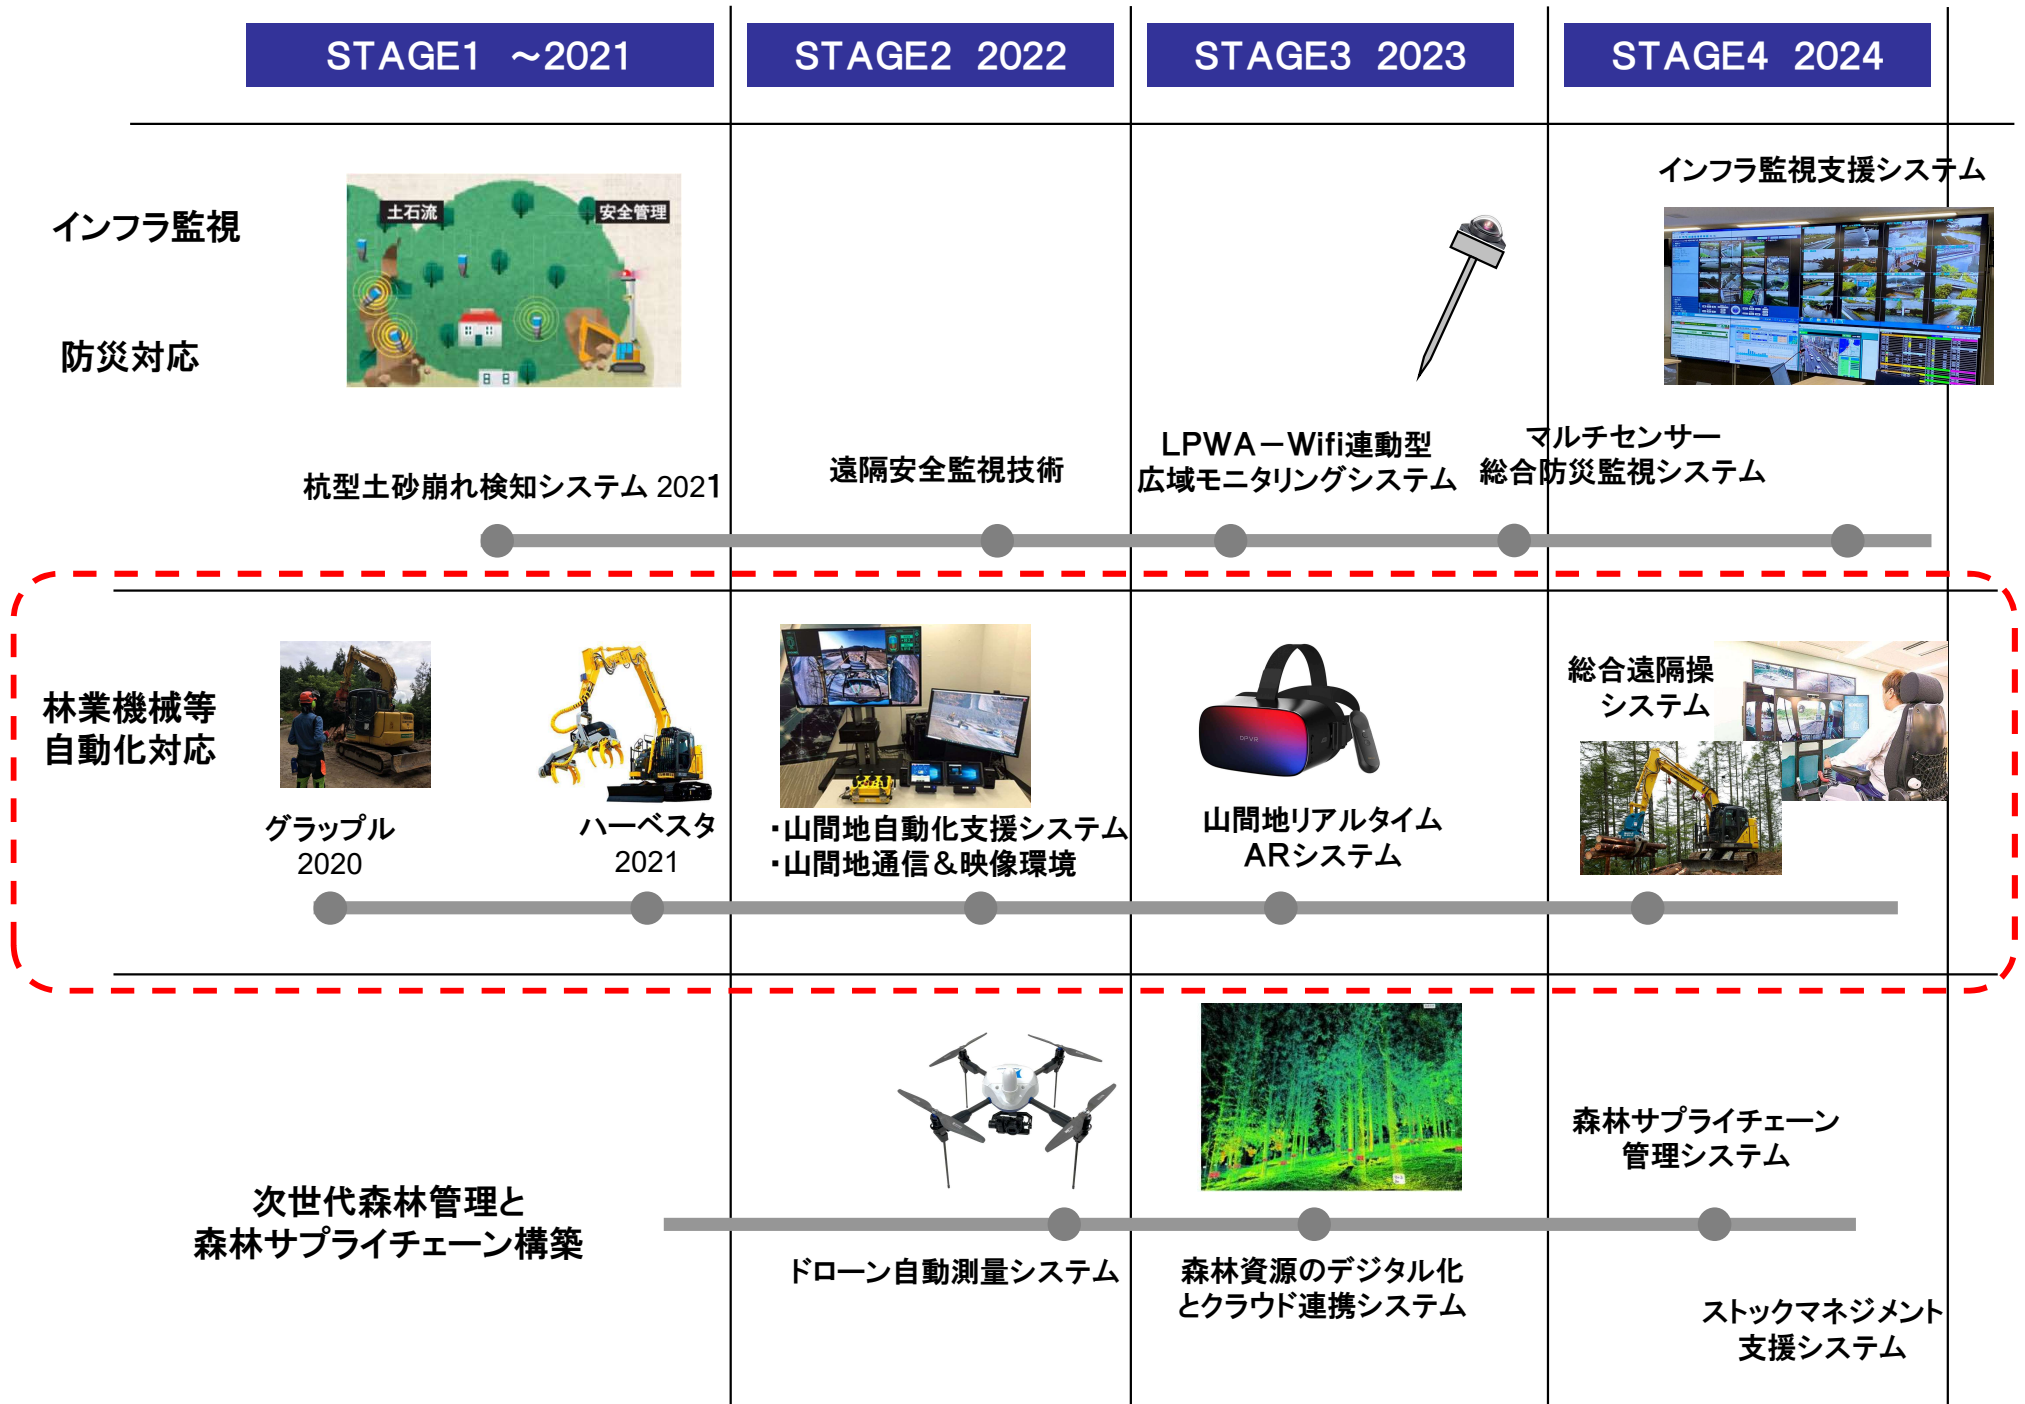 STAGE1 ～2021
STAGE2 2022
STAGE3 2023
STAGE4 2024
インフラ監視
防災対応
土石流
安全管理
杭型土砂崩れ検知システム 2021
遠隔安全監視技術
LPWA－Wifi連動型
広域モニタリングシステム
マルチセンサー
総合防災監視システム
インフラ監視支援システム
林業機械等
自動化対応
グラップル
2020
ハーベスタ
2021
・山間地自動化支援システム
・山間地通信＆映像環境
DPVR
山間地リアルタイム
ARシステム
総合遠隔操
システム
次世代森林管理と
森林サプライチェーン構築
ドローン自動測量システム
森林資源のデジタル化
とクラウド連携システム
森林サプライチェーン
管理システム
ストックマネジメント
支援システム